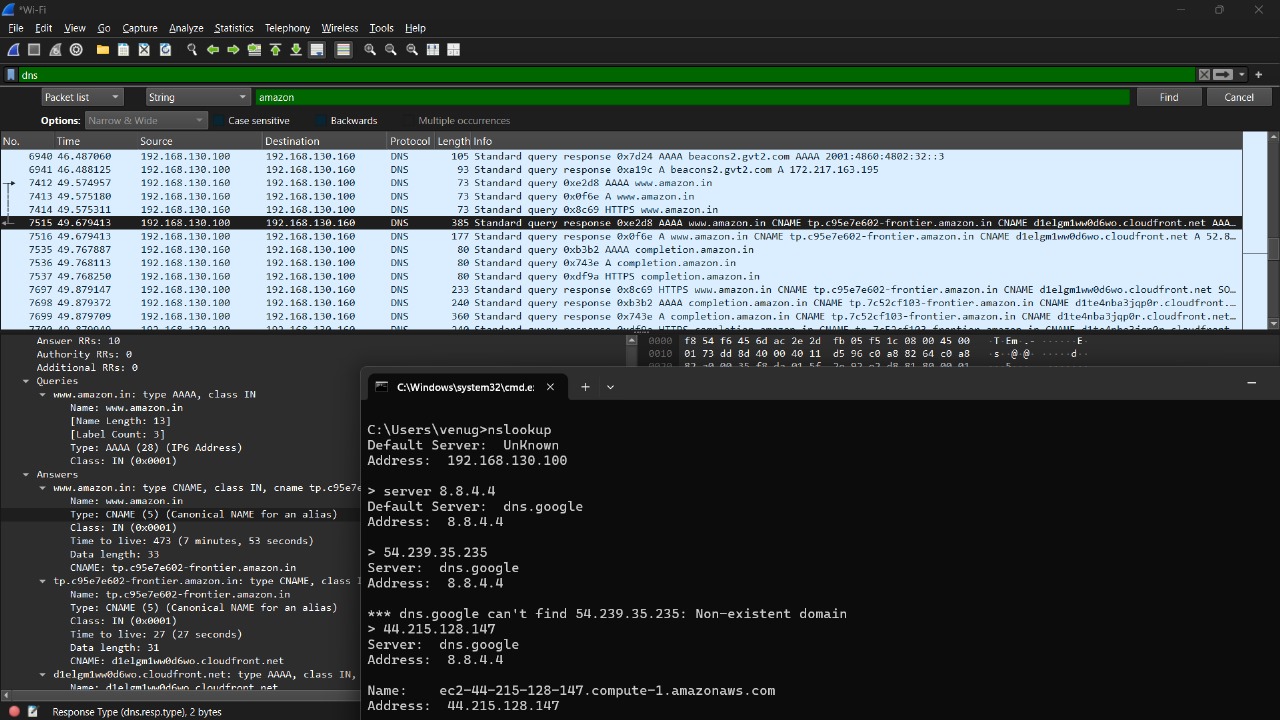 *Wi-Fi
File Edit View Go Capture Analyze Statistics Telephony Wireless Tools Help
dns
Packet list String amazon Find Cancel
Options: Narrow & Wide Case sensitive Backwards Multiple occurrences
No. Time Source Destination Protocol Length Info
6940 46.487060 192.168.130.100 192.168.130.160 DNS 105 Standard query response 0x7d24 AAAA beacons2.gvt2.com AAAA 2001:4860:4802:32::3
6941 46.488125 192.168.130.100 192.168.130.160 DNS 93 Standard query response 0xa19c A beacons2.gvt2.com A 172.217.163.195
7412 49.574957 192.168.130.160 192.168.130.100 DNS 73 Standard query 0xe2d8 AAAA www.amazon.in
7413 49.575180 192.168.130.160 192.168.130.100 DNS 73 Standard query 0x0f6e A www.amazon.in
7414 49.575311 192.168.130.160 192.168.130.100 DNS 73 Standard query 0x8c69 HTTPS www.amazon.in
7515 49.679413 192.168.130.100 192.168.130.160 DNS 385 Standard query response 0xe2d8 AAAA www.amazon.in CNAME tp.c95e7e602-frontier.amazon.in CNAME d1elgm1ww0d6wo.cloudfront.net AAA…
7516 49.679413 192.168.130.100 192.168.130.160 DNS 177 Standard query response 0x0f6e A www.amazon.in CNAME tp.c95e7e602-frontier.amazon.in CNAME d1elgm1ww0d6wo.cloudfront.net A 52.8…
7535 49.767887 192.168.130.160 192.168.130.100 DNS 80 Standard query 0xb3b2 AAAA completion.amazon.in
7536 49.768113 192.168.130.160 192.168.130.100 DNS 80 Standard query 0x743e A completion.amazon.in
7537 49.768250 192.168.130.160 192.168.130.100 DNS 80 Standard query 0xdf9a HTTPS completion.amazon.in
7697 49.879147 192.168.130.100 192.168.130.160 DNS 233 Standard query response 0x8c69 HTTPS www.amazon.in CNAME tp.c95e7e602-frontier.amazon.in CNAME d1elgm1ww0d6wo.cloudfront.net SO…
7698 49.879372 192.168.130.100 192.168.130.160 DNS 240 Standard query response 0xb3b2 AAAA completion.amazon.in CNAME tp.7c52cf103-frontier.amazon.in CNAME d1te4nba3jqp0r.cloudfront.…
7699 49.879709 192.168.130.100 192.168.130.160 DNS 360 Standard query response 0x743e A completion.amazon.in CNAME tp.7c52cf103-frontier.amazon.in CNAME d1te4nba3jqp0r.cloudfront.net…
Answer RRs: 10
Authority RRs: 0
Additional RRs: 0
Queries
www.amazon.in: type AAAA, class IN
Name: www.amazon.in
[Name Length: 13]
[Label Count: 3]
Type: AAAA (28) (IP6 Address)
Class: IN (0x0001)
Answers
www.amazon.in: type CNAME, class IN, cname tp.c95e7e
Name: www.amazon.in
Type: CNAME (5) (Canonical NAME for an alias)
Class: IN (0x0001)
Time to live: 473 (7 minutes, 53 seconds)
Data length: 33
CNAME: tp.c95e7e602-frontier.amazon.in
tp.c95e7e602-frontier.amazon.in: type CNAME, class I
Name: tp.c95e7e602-frontier.amazon.in
Type: CNAME (5) (Canonical NAME for an alias)
Class: IN (0x0001)
Time to live: 27 (27 seconds)
Data length: 31
CNAME: d1elgm1ww0d6wo.cloudfront.net
d1elgm1ww0d6wo.cloudfront.net: type AAAA, class IN,
Name: d1elgm1ww0d6wo.cloudfront.net
0000 f8 54 f6 45 6d ac 2e 2d fb 05 f5 1c 08 00 45 00 ·T·Em·.- ······E·
0010 01 73 dd 8d 40 00 40 11 d5 96 c0 a8 82 64 c0 a8 ·s··@·@· ·····d··
C:\Windows\system32\cmd.e:
C:\Users\venug>nslookup
Default Server: UnKnown
Address: 192.168.130.100
> server 8.8.4.4
Default Server: dns.google
Address: 8.8.4.4
> 54.239.35.235
Server: dns.google
Address: 8.8.4.4
*** dns.google can't find 54.239.35.235: Non-existent domain
> 44.215.128.147
Server: dns.google
Address: 8.8.4.4
Name: ec2-44-215-128-147.compute-1.amazonaws.com
Address: 44.215.128.147
Response Type (dns.resp.type), 2 bytes